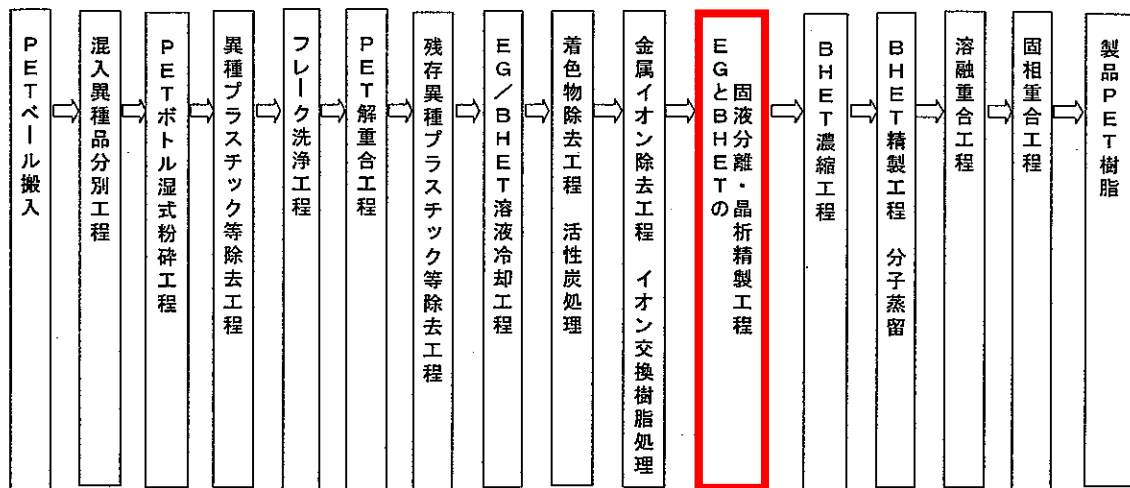 PETベール搬入
混入異種品分別工程
PETボトル湿式粉砕工程
異種プラスチック等除去工程
フレーク洗浄工程
PET解重合工程
残存異種プラスチック等除去工程
EG/BHET溶液冷却工程
着色物除去工程 活性炭処理
金属イオン除去工程 イオン交換樹脂処理
EGとBHETの
固液分離・晶析精製工程
BHET濃縮工程
BHET精製工程 分子蒸留
溶融重合工程
固相重合工程
製品PET樹脂